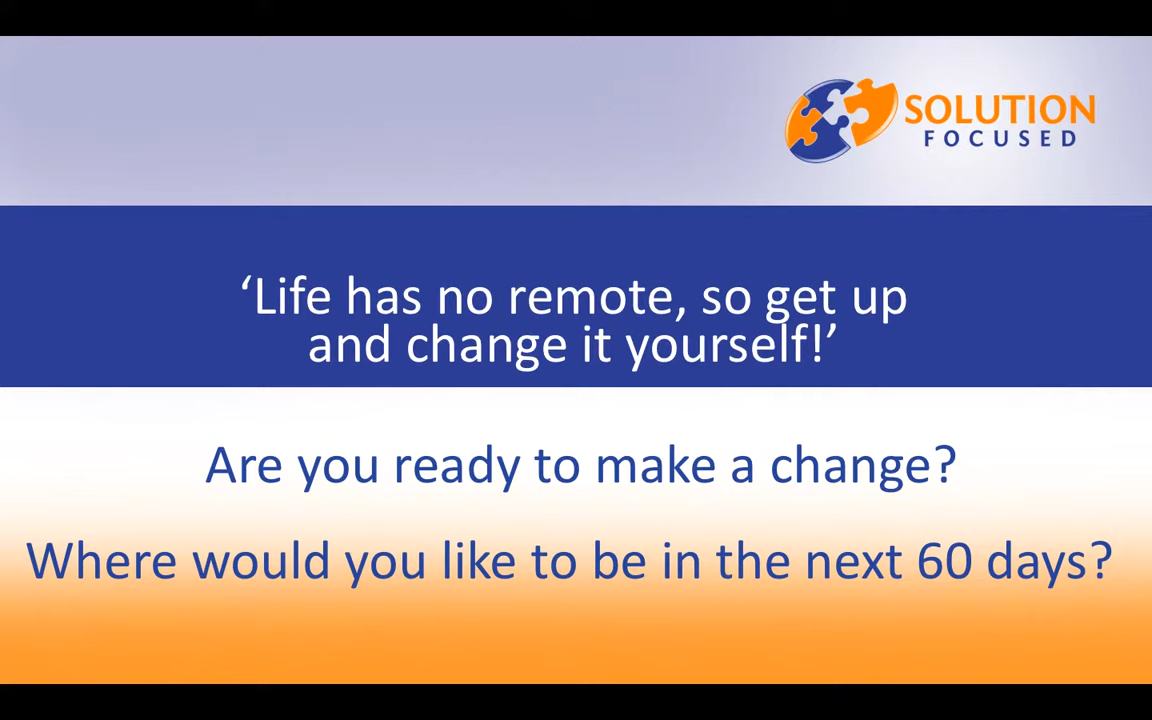 SOLUTION
FOCUSED
‘Life has no remote, so get up
and change it yourself!’
Are you ready to make a change?
Where would you like to be in the next 60 days?